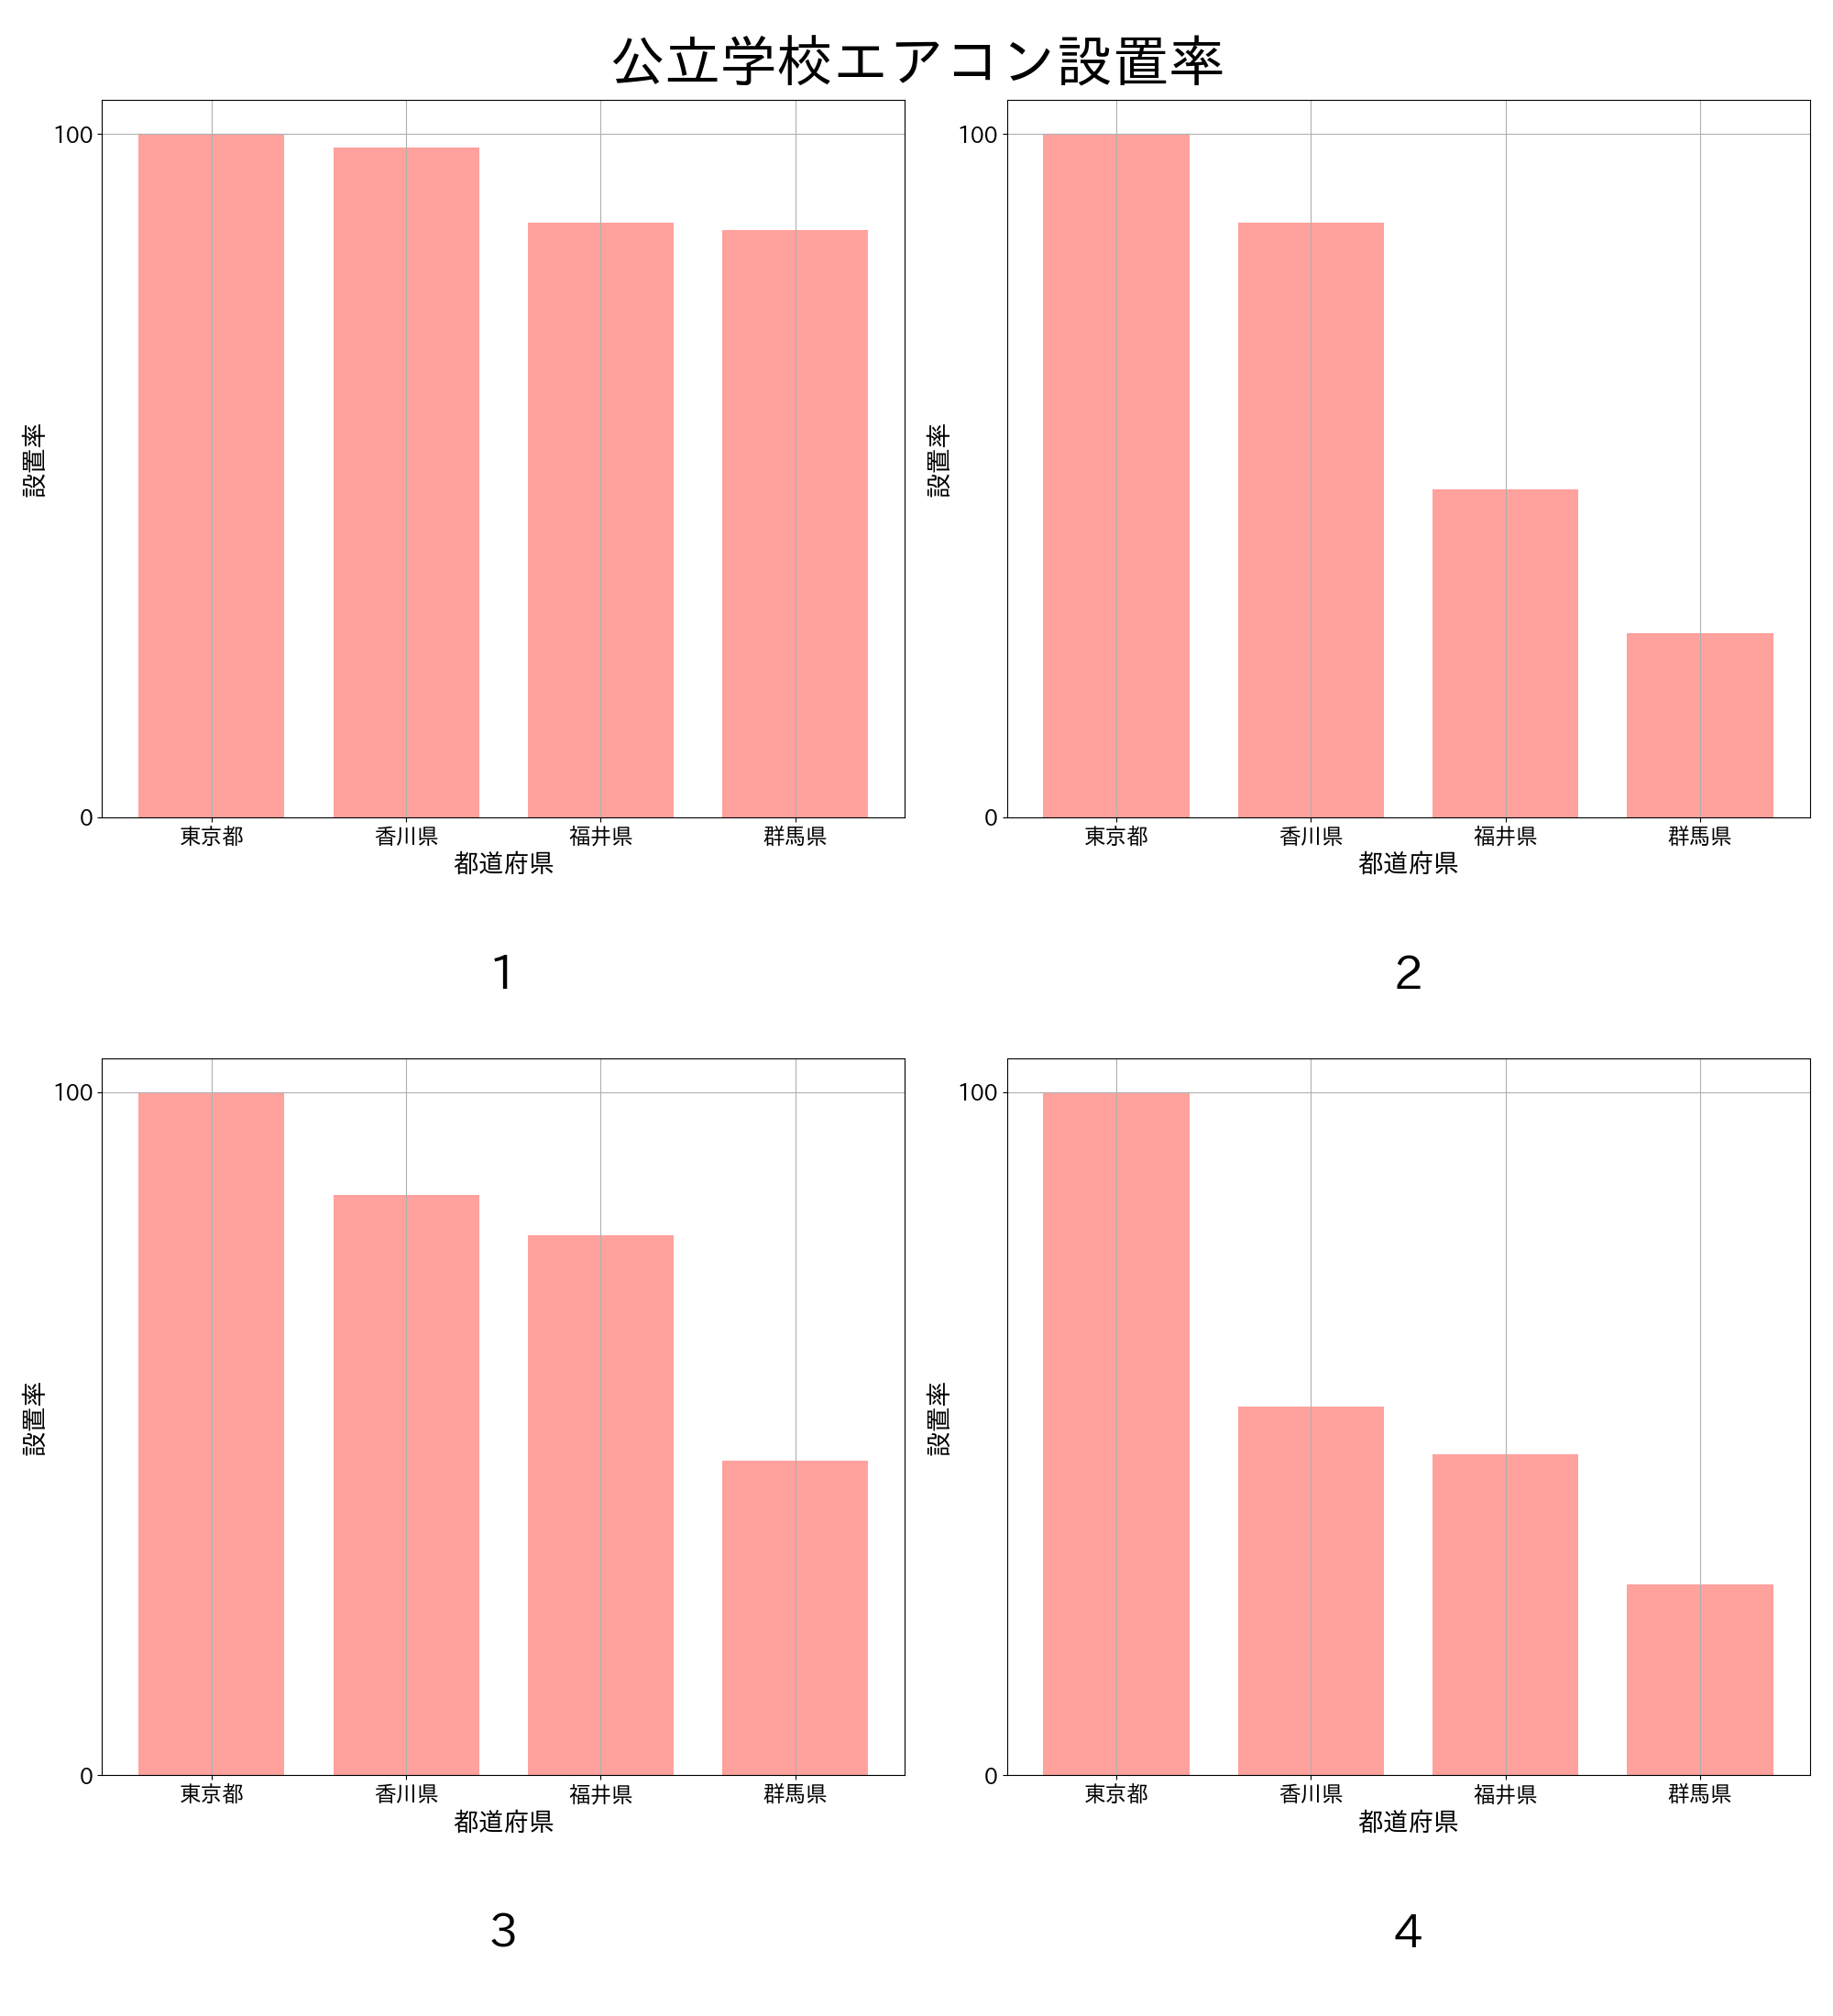 公立学校エアコン設置率
100
設置率
0
東京都 香川県 福井県 群馬県
都道府県
1
100
設置率
0
東京都 香川県 福井県 群馬県
都道府県
2
100
設置率
0
東京都 香川県 福井県 群馬県
都道府県
3
100
設置率
0
東京都 香川県 福井県 群馬県
都道府県
4